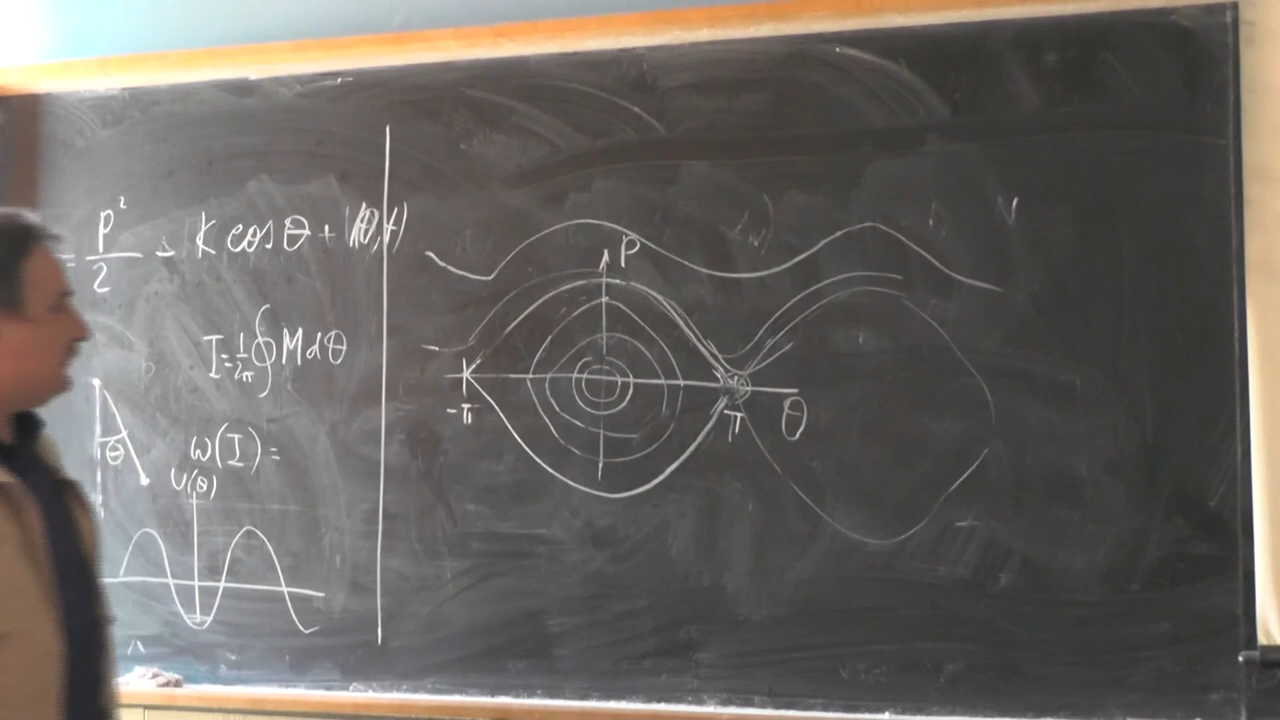 = P²/2 - K cos θ + V(θ,t)
I = 1/2π ∮ M dθ
θ
ω(I) =
U(θ)
P
-π
π
θ